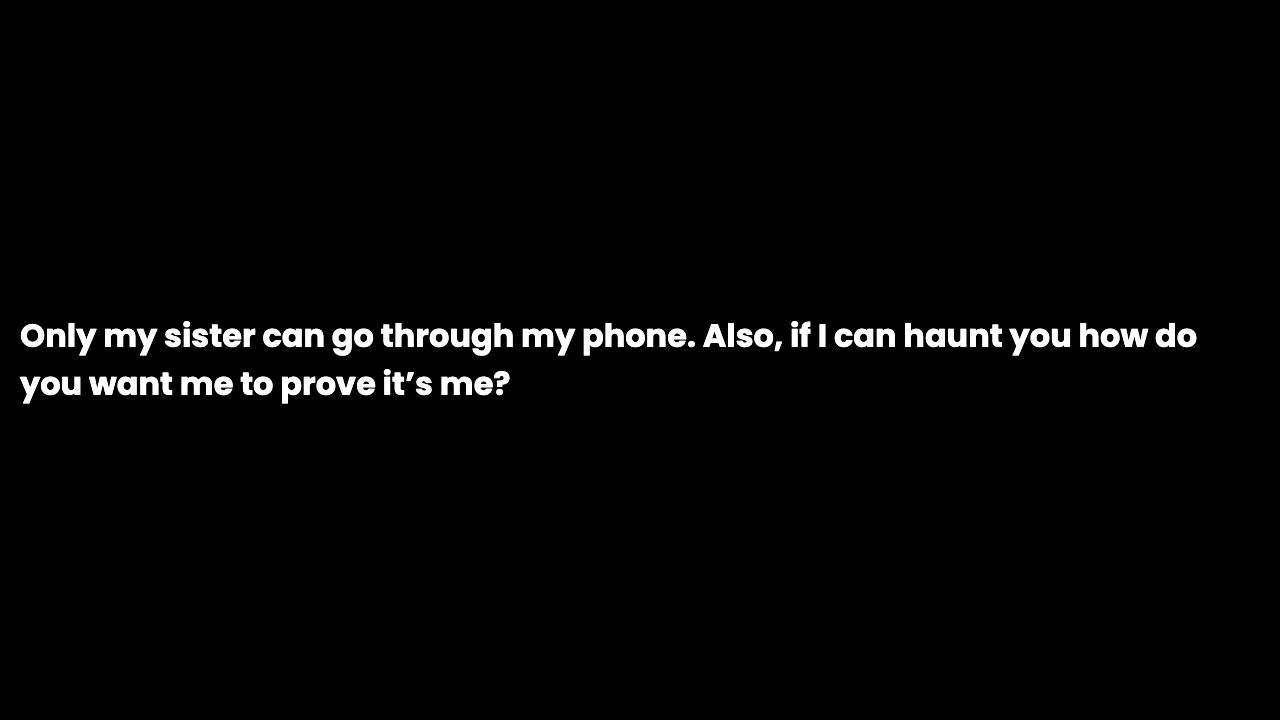 Only my sister can go through my phone. Also, if I can haunt you how do
you want me to prove it’s me?